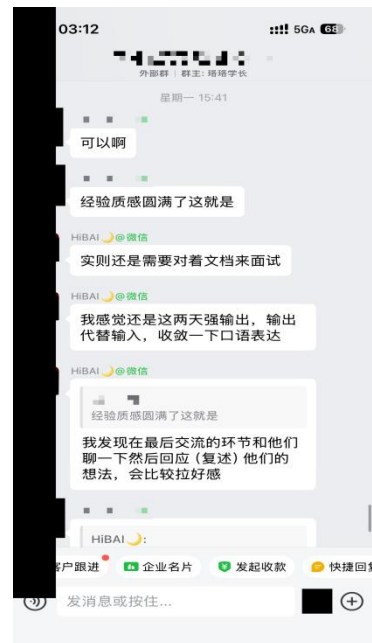 03:12
5GA 68
外部群 | 群主: 塔塔学长
星期一 15:41
可以啊
经验质感圆满了这就是
HiBAI🌙@微信
实则还是需要对着文档来面试
HiBAI🌙@微信
我感觉还是这两天强输出，输出
代替输入，收敛一下口语表达
HiBAI🌙@微信
经验质感圆满了这就是
我发现在最后交流的环节和他们
聊一下然后回应（复述）他们的
想法，会比较拉好感
HiBAI🌙:
户跟进
企业名片
发起收款
快捷回
发消息或按住...